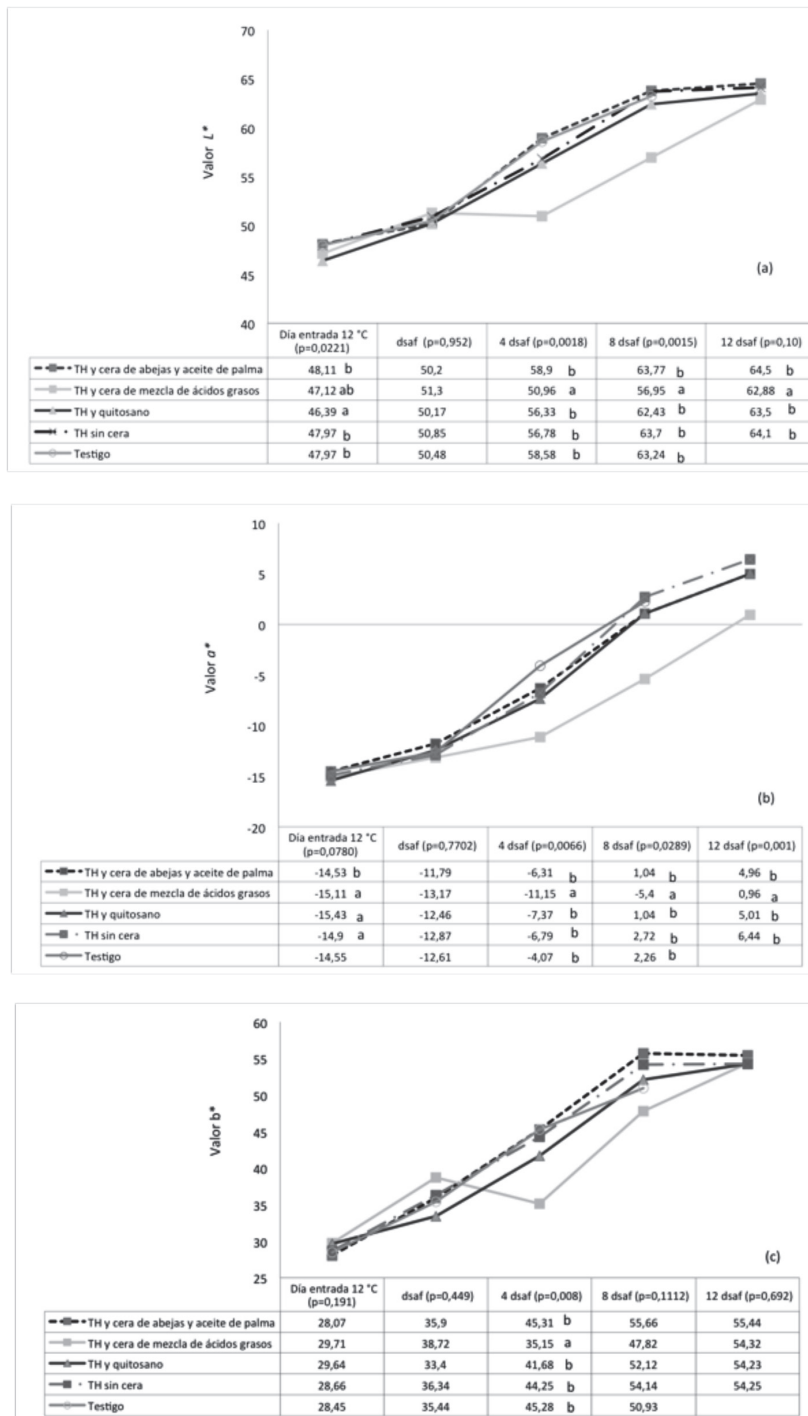 70
65
60
55
50
45
40
Valor L*
(a)
Día entrada 12 °C (p=0,0221) dsaf (p=0,952) 4 dsaf (p=0,0018) 8 dsaf (p=0,0015) 12 dsaf (p=0,10)
TH y cera de abejas y aceite de palma 48,11 b 50,2 58,9 b 63,77 b 64,5 b
TH y cera de mezcla de ácidos grasos 47,12 ab 51,3 50,96 a 56,95 a 62,88 a
TH y quitosano 46,39 a 50,17 56,33 b 62,43 b 63,5 b
TH sin cera 47,97 b 50,85 56,78 b 63,7 b 64,1 b
Testigo 47,97 b 50,48 58,58 b 63,24 b
10
5
0
-5
-10
-15
-20
Valor a*
(b)
Día entrada 12 °C (p=0,0780) dsaf (p=0,7702) 4 dsaf (p=0,0066) 8 dsaf (p=0,0289) 12 dsaf (p=0,001)
TH y cera de abejas y aceite de palma -14,53 b -11,79 -6,31 b 1,04 b 4,96 b
TH y cera de mezcla de ácidos grasos -15,11 a -13,17 -11,15 a -5,4 a 0,96 a
TH y quitosano -15,43 a -12,46 -7,37 b 1,04 b 5,01 b
TH sin cera -14,9 a -12,87 -6,79 b 2,72 b 6,44 b
Testigo -14,55 -12,61 -4,07 b 2,26 b
60
55
50
45
40
35
30
25
Valor b*
(c)
Día entrada 12 °C (p=0,191) dsaf (p=0,449) 4 dsaf (p=0,008) 8 dsaf (p=0,1112) 12 dsaf (p=0,692)
TH y cera de abejas y aceite de palma 28,07 35,9 45,31 b 55,66 55,44
TH y cera de mezcla de ácidos grasos 29,71 38,72 35,15 a 47,82 54,32
TH y quitosano 29,64 33,4 41,68 b 52,12 54,23
TH sin cera 28,66 36,34 44,25 b 54,14 54,25
Testigo 28,45 35,44 45,28 b 50,93